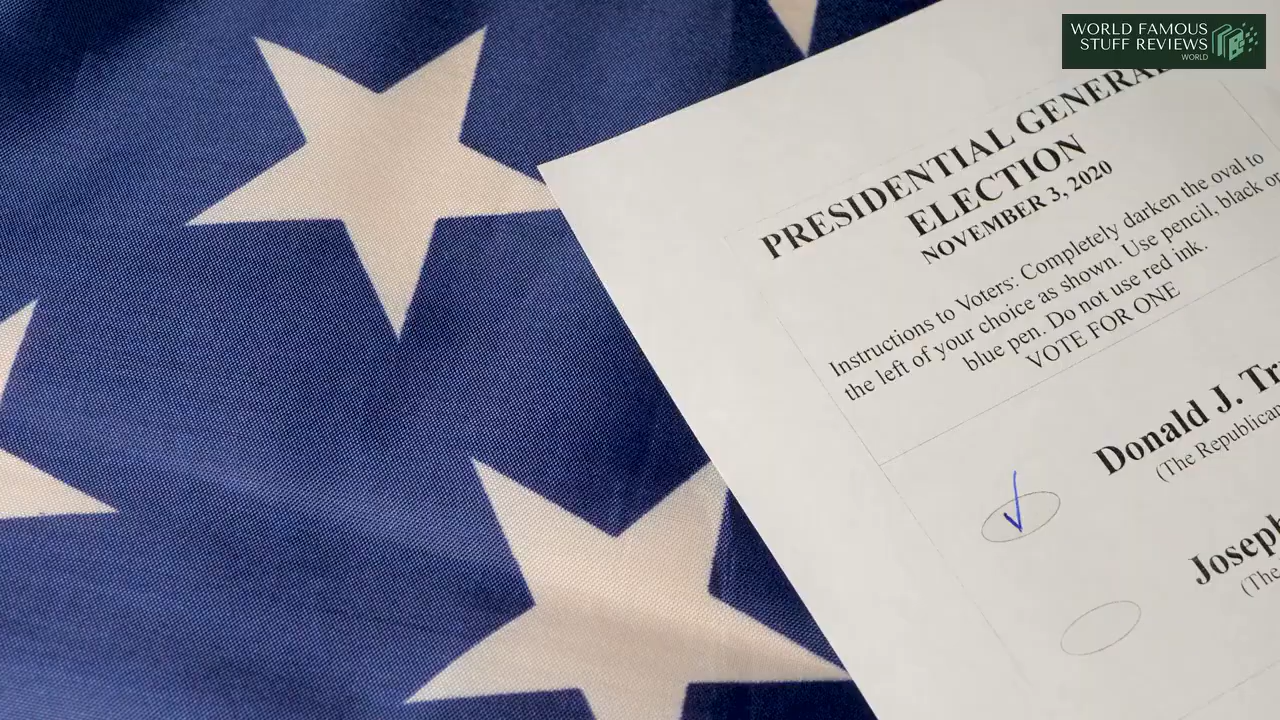 WORLD FAMOUS
STUFF REVIEWS
WORLD
PRESIDENTIAL GENERAL
ELECTION
NOVEMBER 3, 2020
Instructions to Voters: Completely darken the oval to
the left of your choice as shown. Use pencil, black or
blue pen. Do not use red ink.
VOTE FOR ONE
Donald J.
(The Republican
Joseph
(The